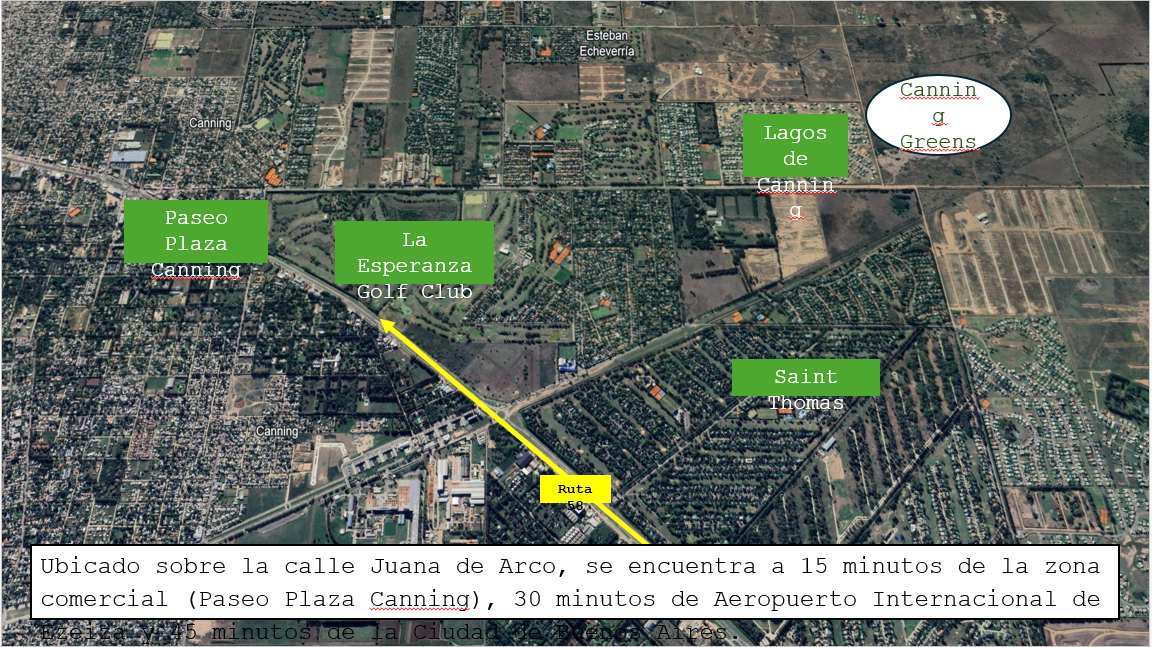 Esteban
Echeverría
Cannin
g
Greens
Canning
Lagos
de
Cannin
g
Paseo
Plaza
Canning
La
Esperanza
Golf Club
Saint
Thomas
Canning
Ruta
58
Ubicado sobre la calle Juana de Arco, se encuentra a 15 minutos de la zona
comercial (Paseo Plaza Canning), 30 minutos de Aeropuerto Internacional de
Ezeiza y 45 minutos de la Ciudad de Buenos Aires.